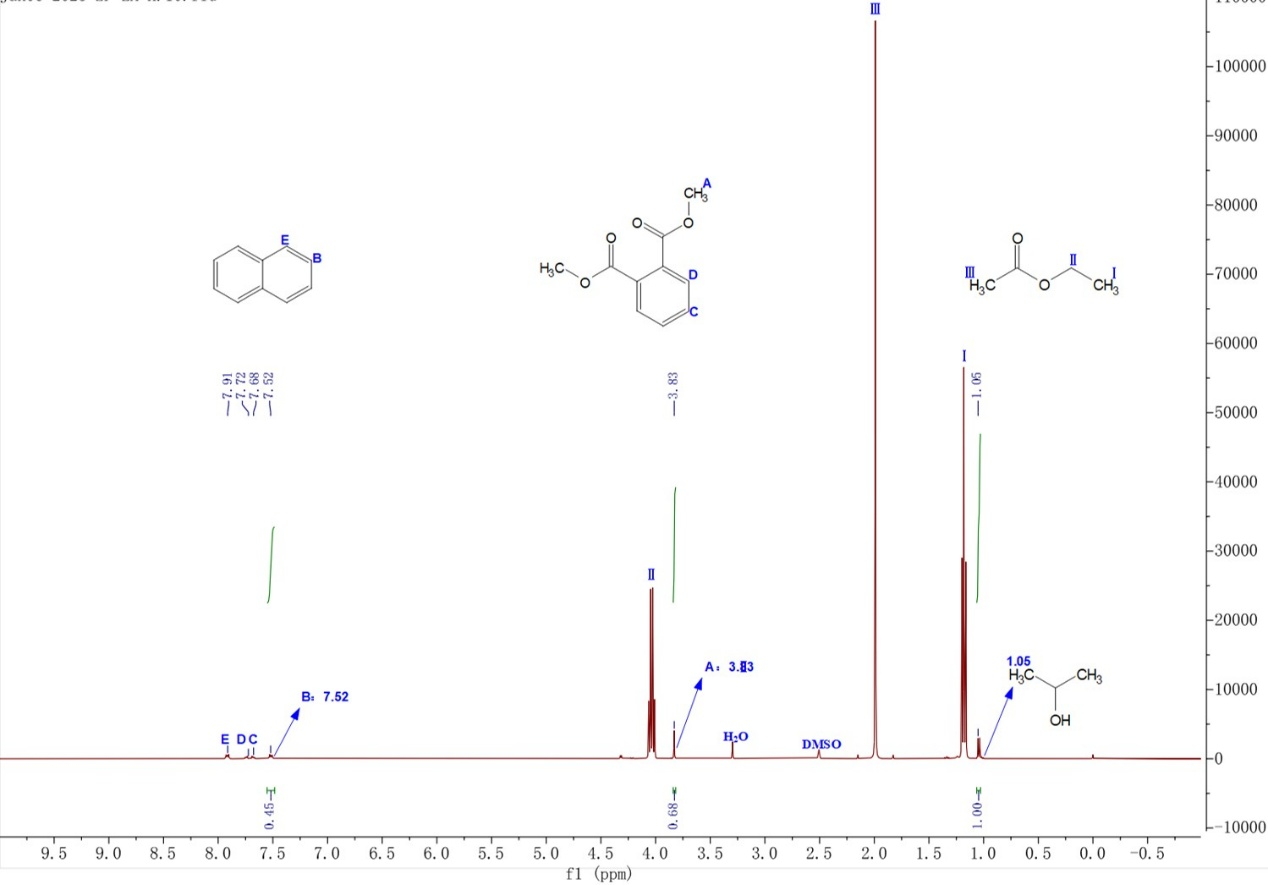 III
100000
90000
80000
70000
60000
50000
40000
30000
20000
10000
0
-10000
E
B
A
CH3
O
O
O
H3C
O
D
C
O
III
II
I
H3C
O
CH3
7.91
7.72
7.68
7.52
3.83
1.05
I
II
A: 3.83
B: 7.52
1.05
H3C
CH3
OH
E D C
H2O
DMSO
0.45
0.68
1.00
9.5 9.0 8.5 8.0 7.5 7.0 6.5 6.0 5.5 5.0 4.5 4.0 3.5 3.0 2.5 2.0 1.5 1.0 0.5 0.0 -0.5
f1 (ppm)